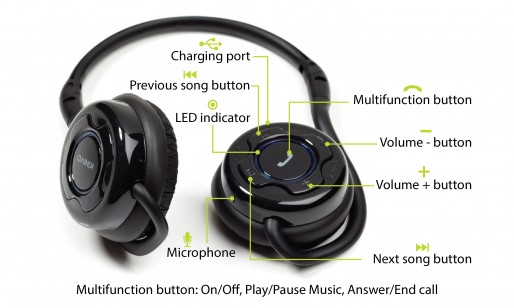 Charging port
Previous song button
LED indicator
Multifunction button
Volume - button
Volume + button
Microphone
Next song button
KINIVO
Multifunction button: On/Off, Play/Pause Music, Answer/End call